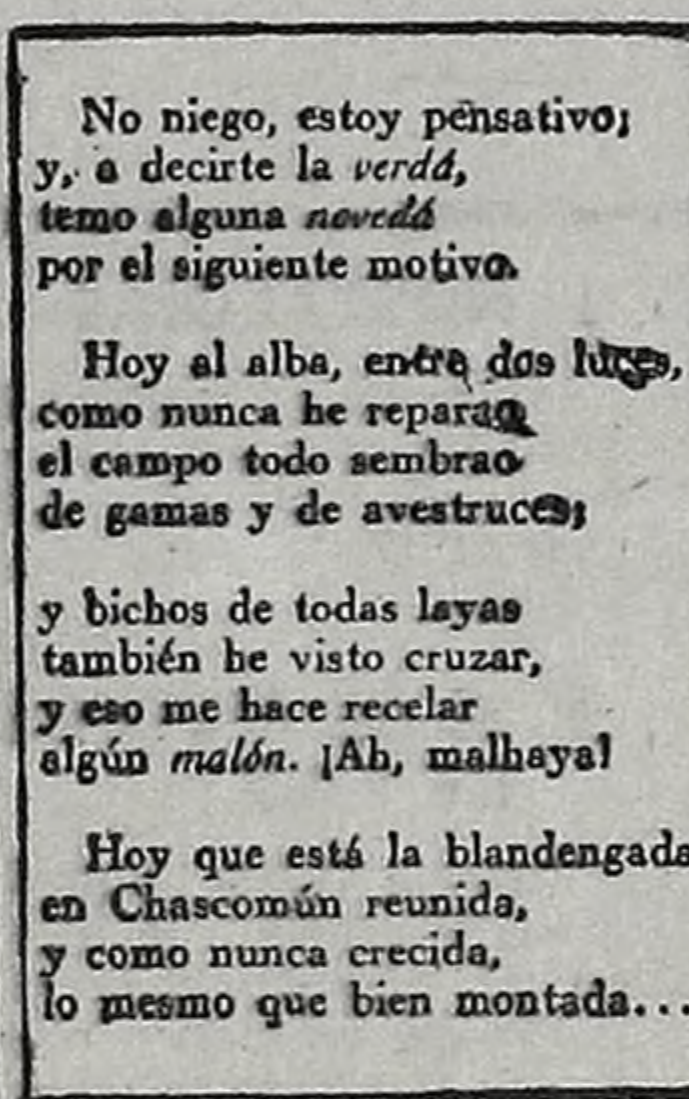 No niego, estoy pensativo;
y, a decirte la verdá,
temo alguna novedá
por el siguiente motivo.
Hoy al alba, entre dos luces,
como nunca he reparao
el campo todo sembrao
de gamas y de avestruces;
y bichos de todas layas
también he visto cruzar,
y eso me hace recelar
algún malón. ¡Ah, malhaya!
Hoy que está la blandengada
en Chascomún reunida,
y como nunca crecida,
lo mesmo que bien montada...